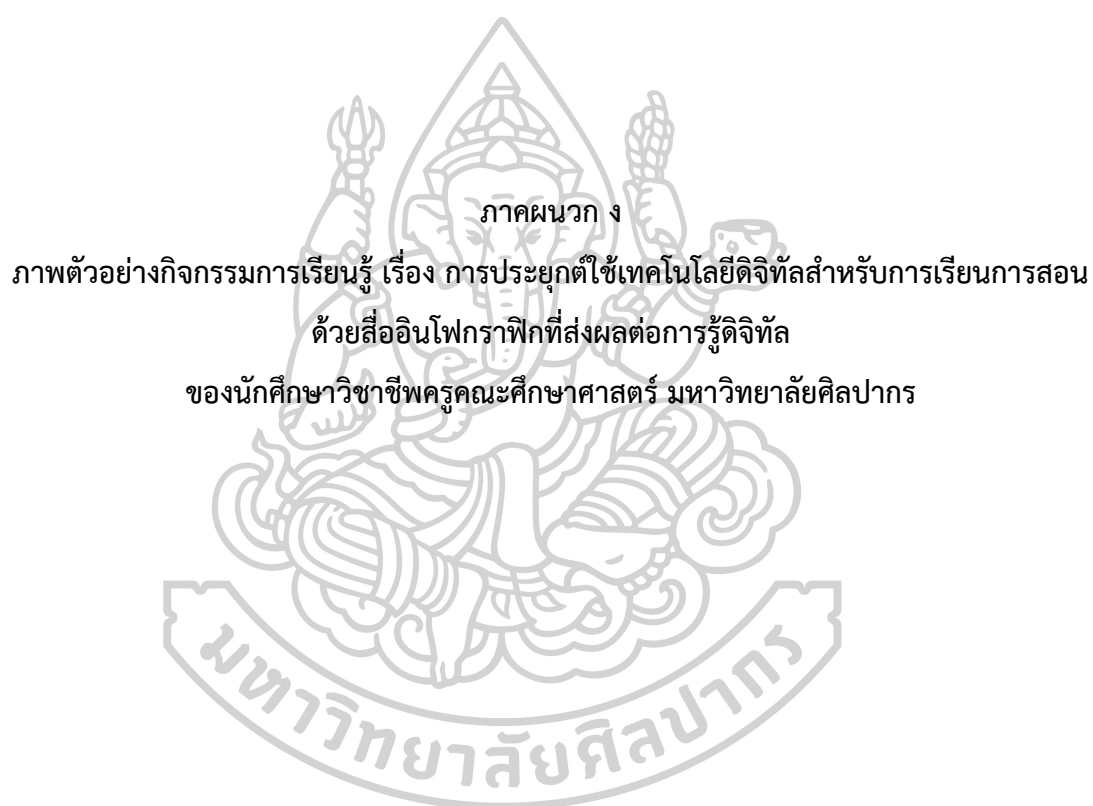 ภาคผนวก ง
ภาพตัวอย่างกิจกรรมการเรียนรู้ เรื่อง การประยุกต์ใช้เทคโนโลยีดิจิทัลสำหรับการเรียนการสอน
ด้วยสื่ออินโฟกราฟิกที่ส่งผลต่อการรู้ดิจิทัล
ของนักศึกษาวิชาชีพครูคณะศึกษาศาสตร์ มหาวิทยาลัยศิลปากร
มหาวิทยาลัยศิลปากร